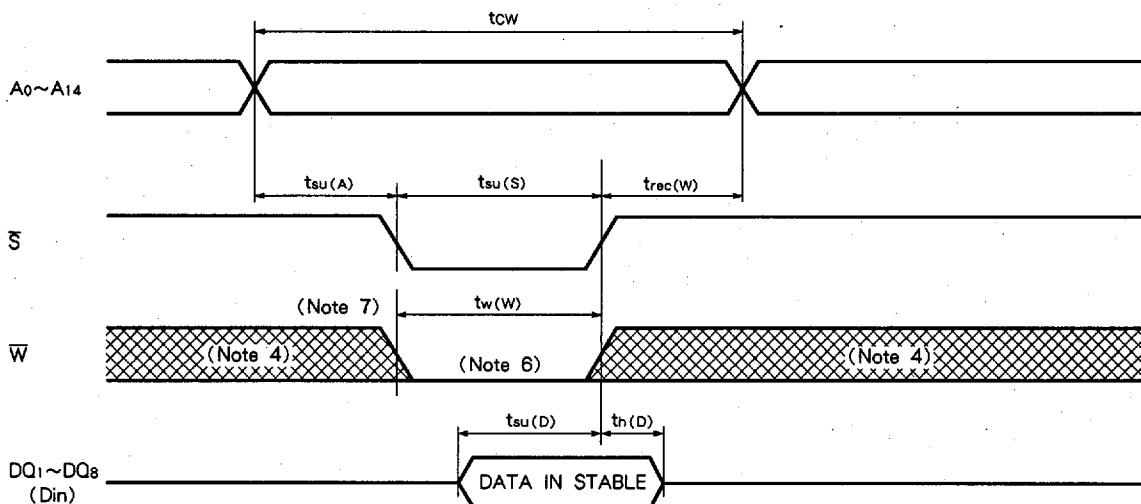 tCW
A0~A14
tsu(A) tsu(S) trec(W)
S̅
(Note 7) tw(W)
W̅ (Note 4) (Note 6) (Note 4)
tsu(D) th(D)
DQ1~DQ8 DATA IN STABLE
(Din)